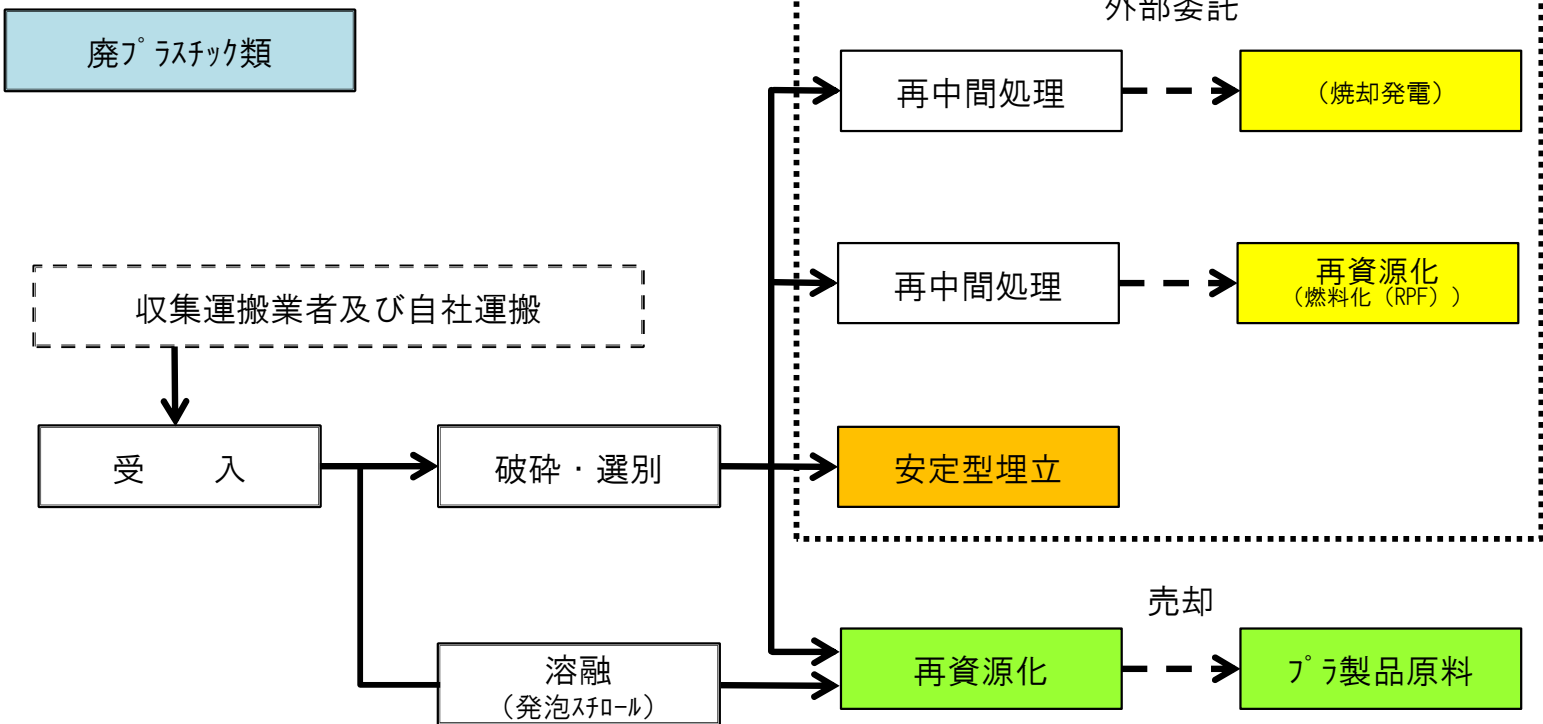 外部委託
廃ﾌﾟﾗｽﾁｯｸ類
再中間処理
（焼却発電）
収集運搬業者及び自社運搬
再中間処理
再資源化
（燃料化（RPF））
受　　入
破砕・選別
安定型埋立
売却
溶融
（発泡ｽﾁﾛｰﾙ）
再資源化
ﾌﾟﾗ製品原料